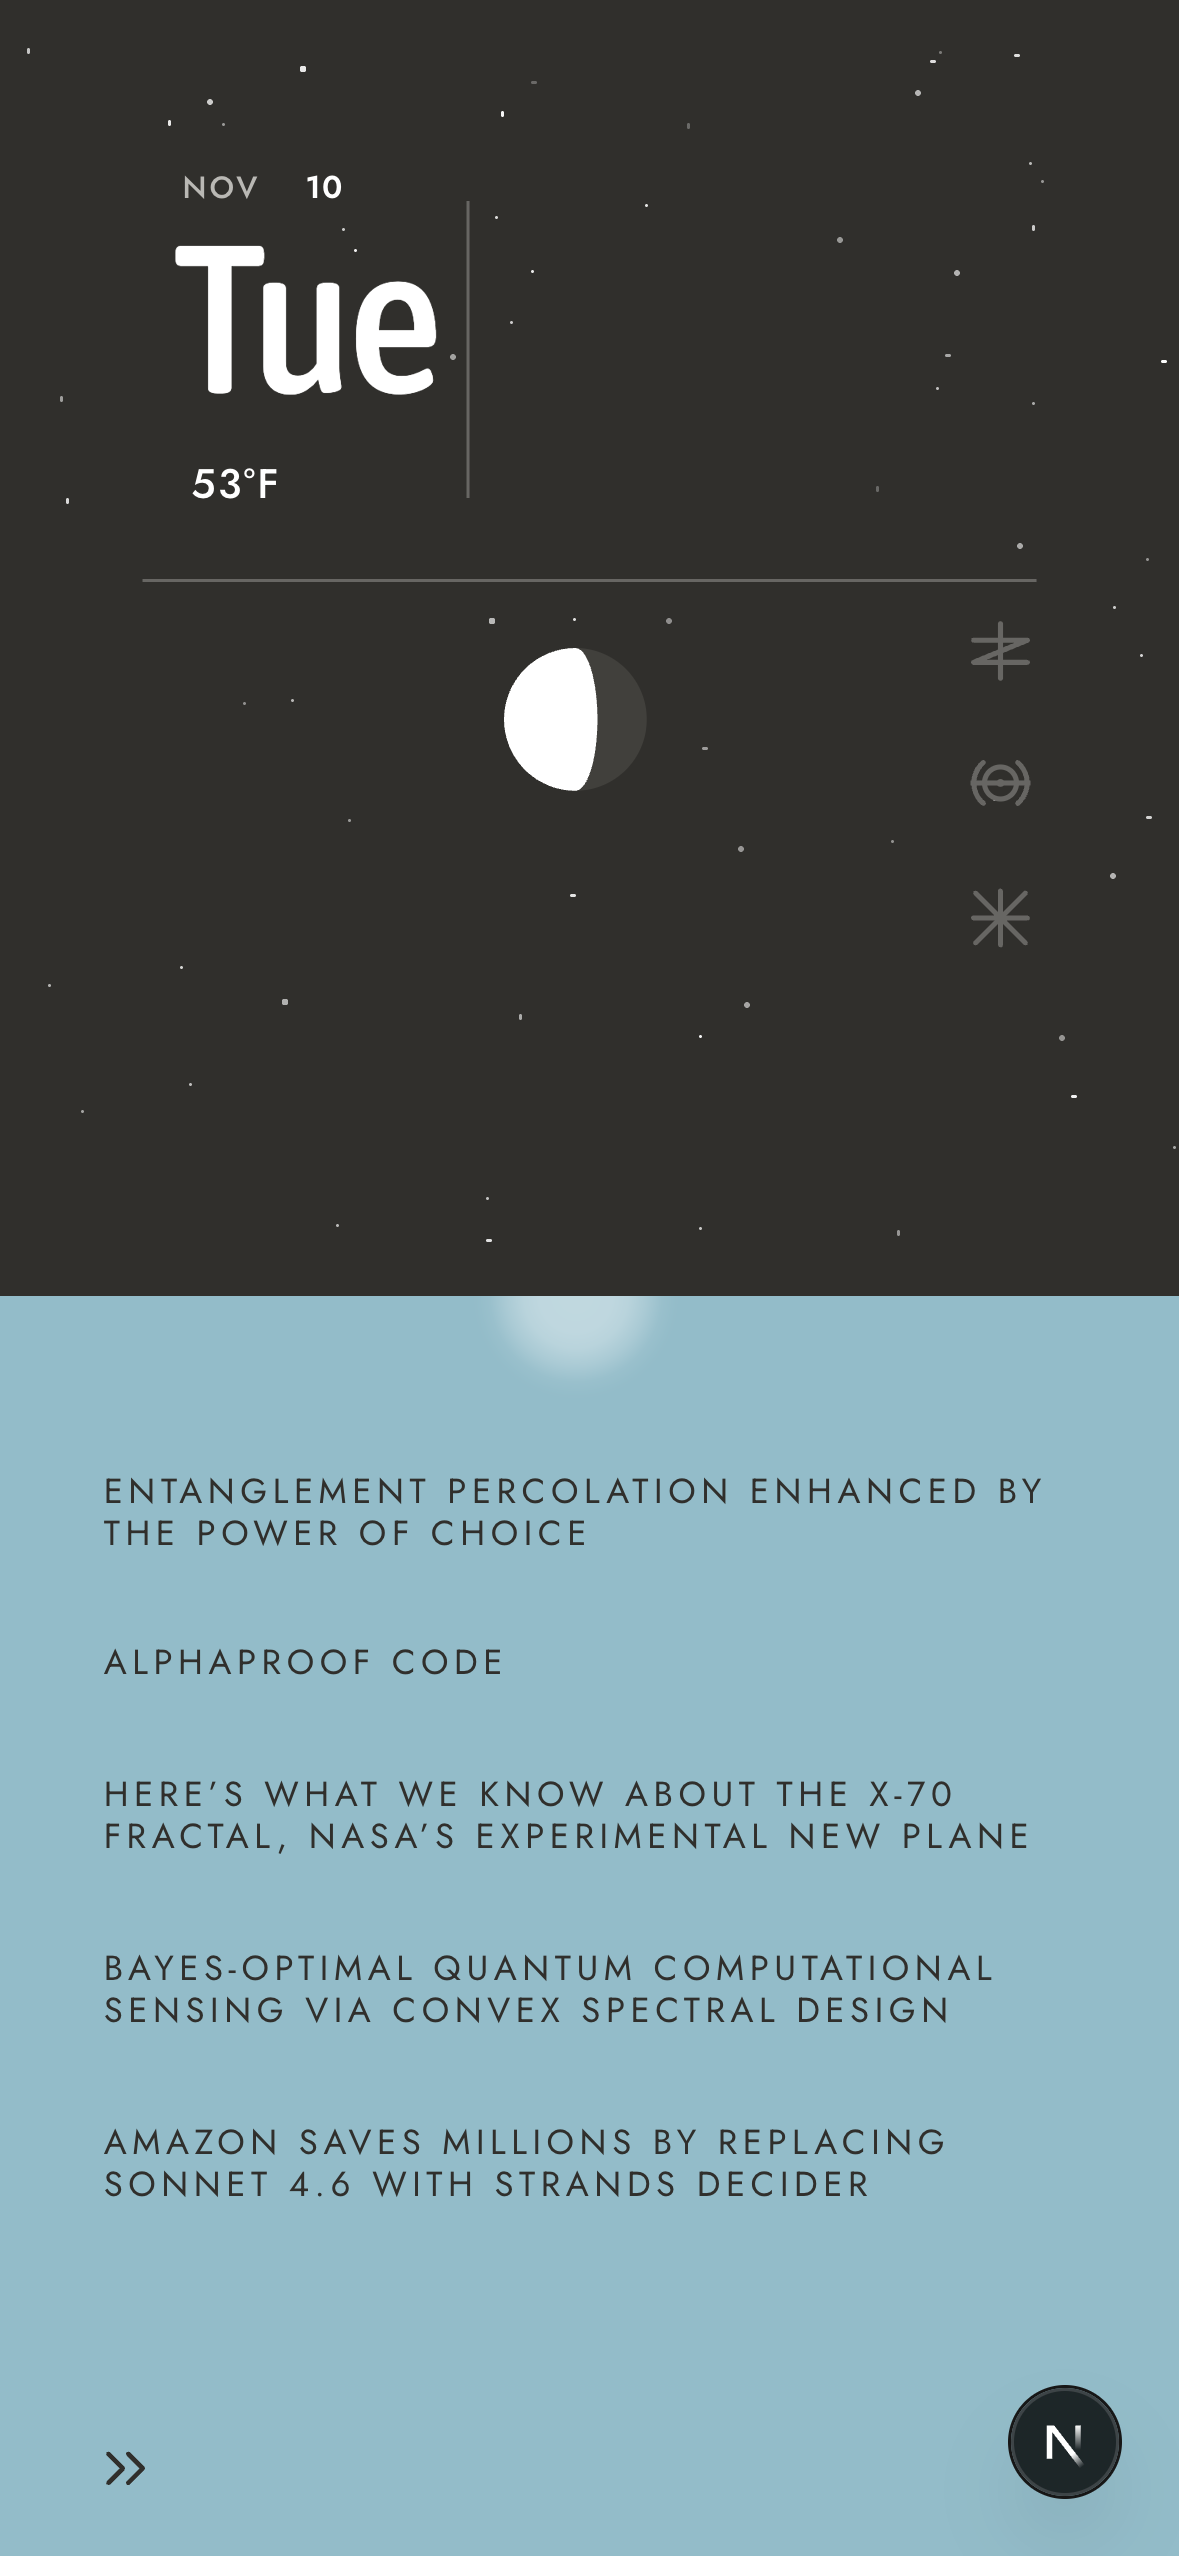 NOV 10
Tue
53°F
ENTANGLEMENT PERCOLATION ENHANCED BY
THE POWER OF CHOICE
ALPHAPROOF CODE
HERE’S WHAT WE KNOW ABOUT THE X-70
FRACTAL, NASA’S EXPERIMENTAL NEW PLANE
BAYES-OPTIMAL QUANTUM COMPUTATIONAL
SENSING VIA CONVEX SPECTRAL DESIGN
AMAZON SAVES MILLIONS BY REPLACING
SONNET 4.6 WITH STRANDS DECIDER
N